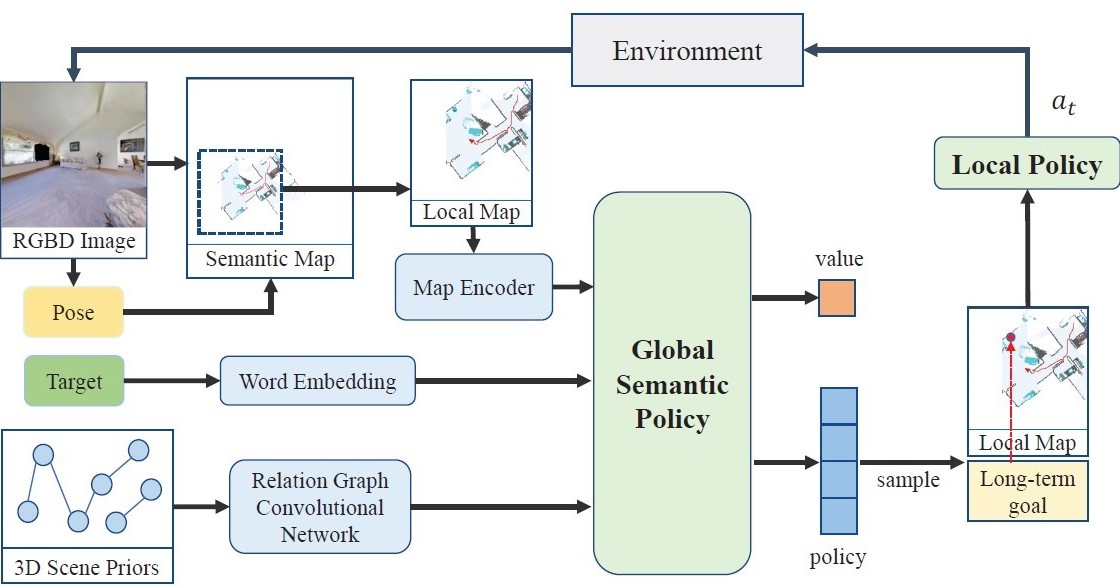 Environment
a_t
Local Policy
RGBD Image
Semantic Map
Local Map
Map Encoder
Pose
value
Global
Semantic
Policy
Target
Word Embedding
Local Map
Long-term
goal
sample
policy
Relation Graph
Convolutional
Network
3D Scene Priors